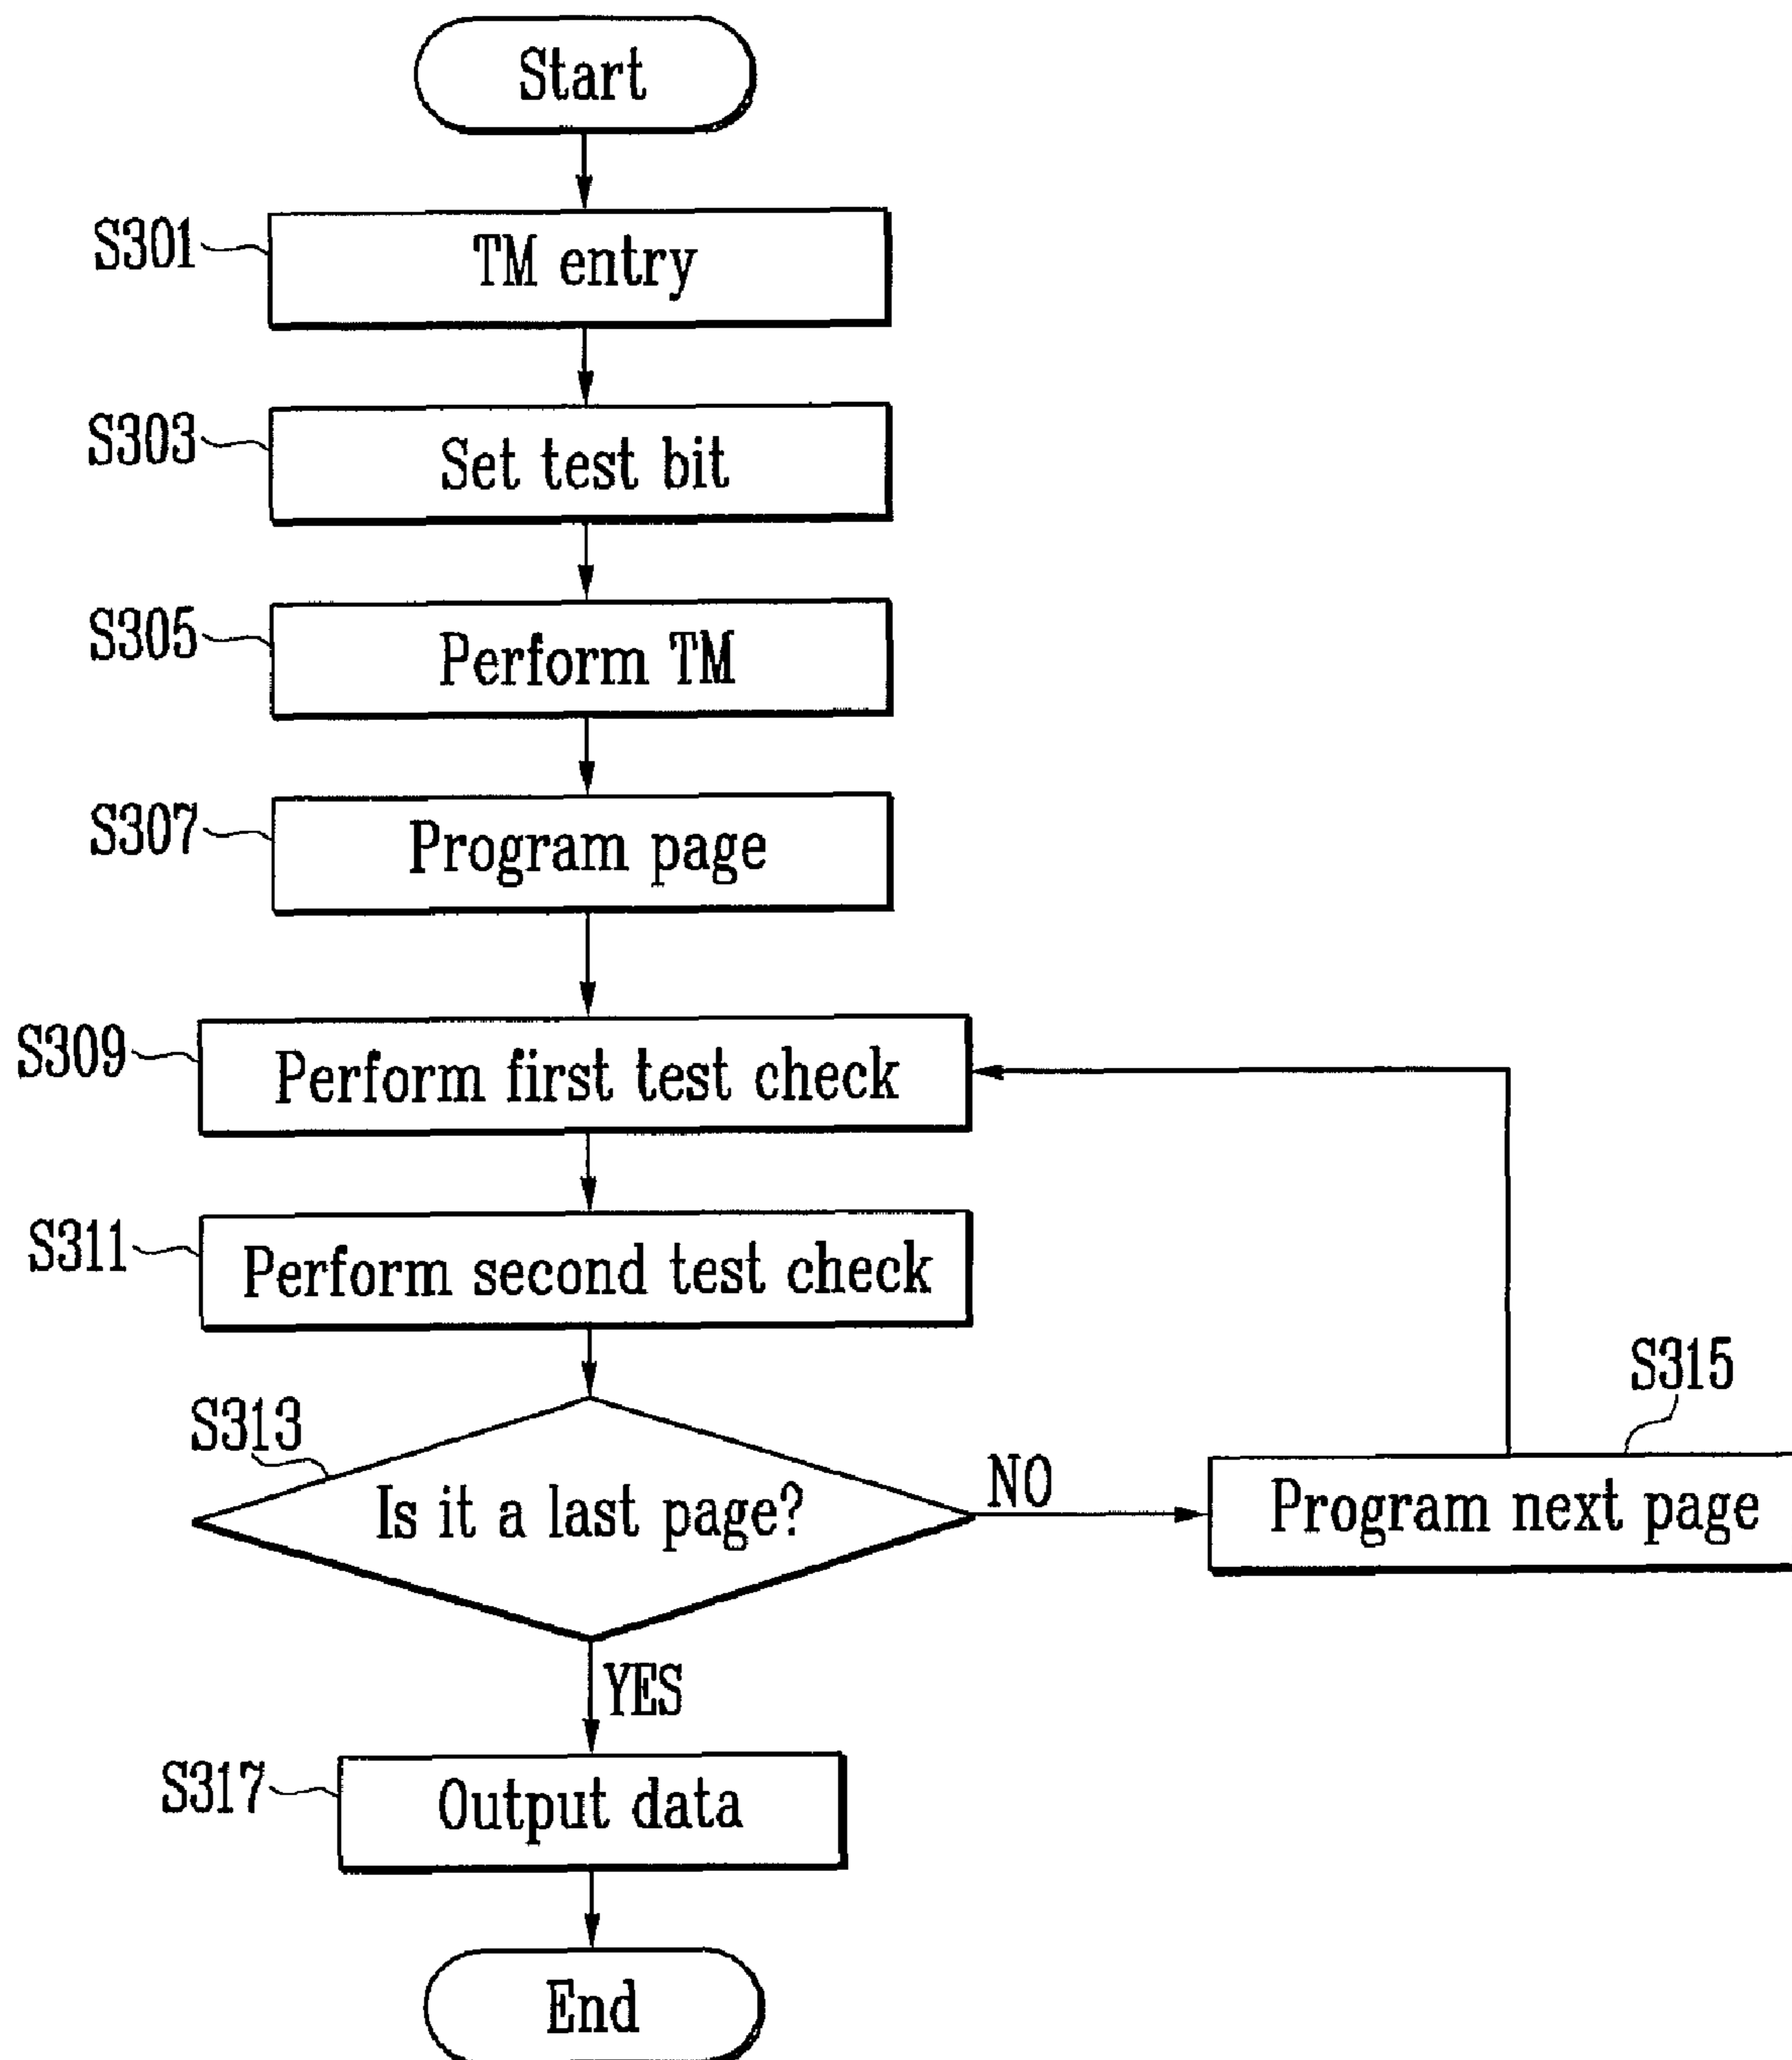 Start
S301
TM entry
S303
Set test bit
S305
Perform TM
S307
Program page
S309
Perform first test check
S311
Perform second test check
S313
Is it a last page?
NO
S315
Program next page
YES
S317
Output data
End